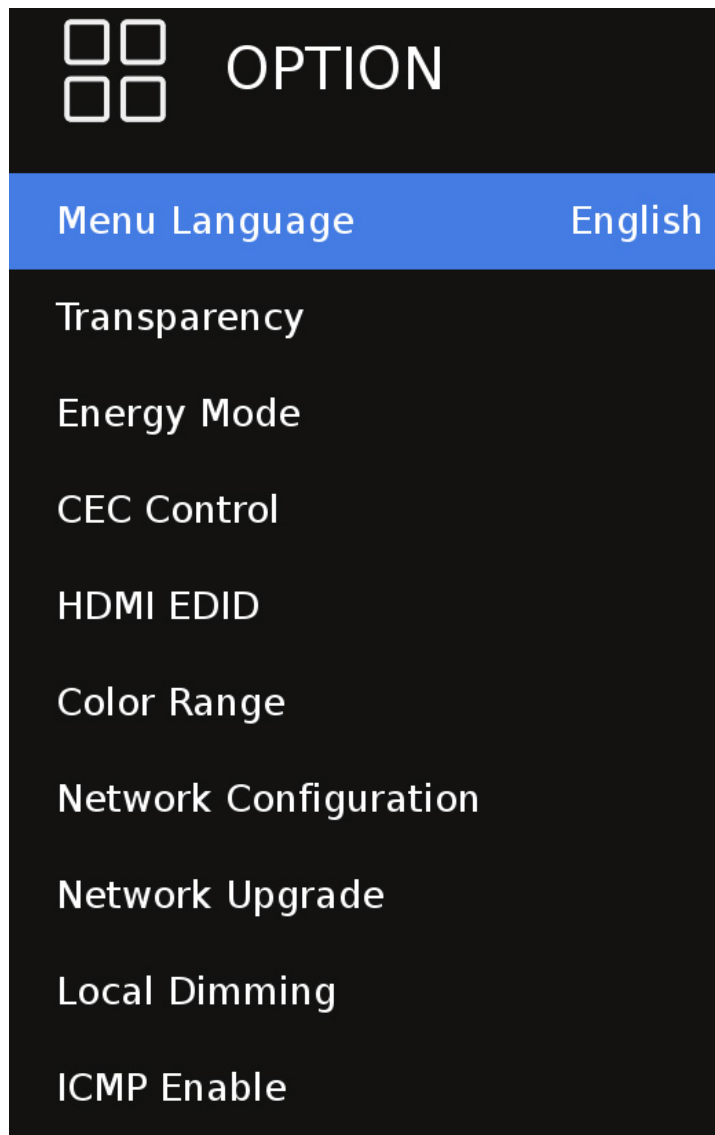 OPTION
Menu Language English
Transparency
Energy Mode
CEC Control
HDMI EDID
Color Range
Network Configuration
Network Upgrade
Local Dimming
ICMP Enable